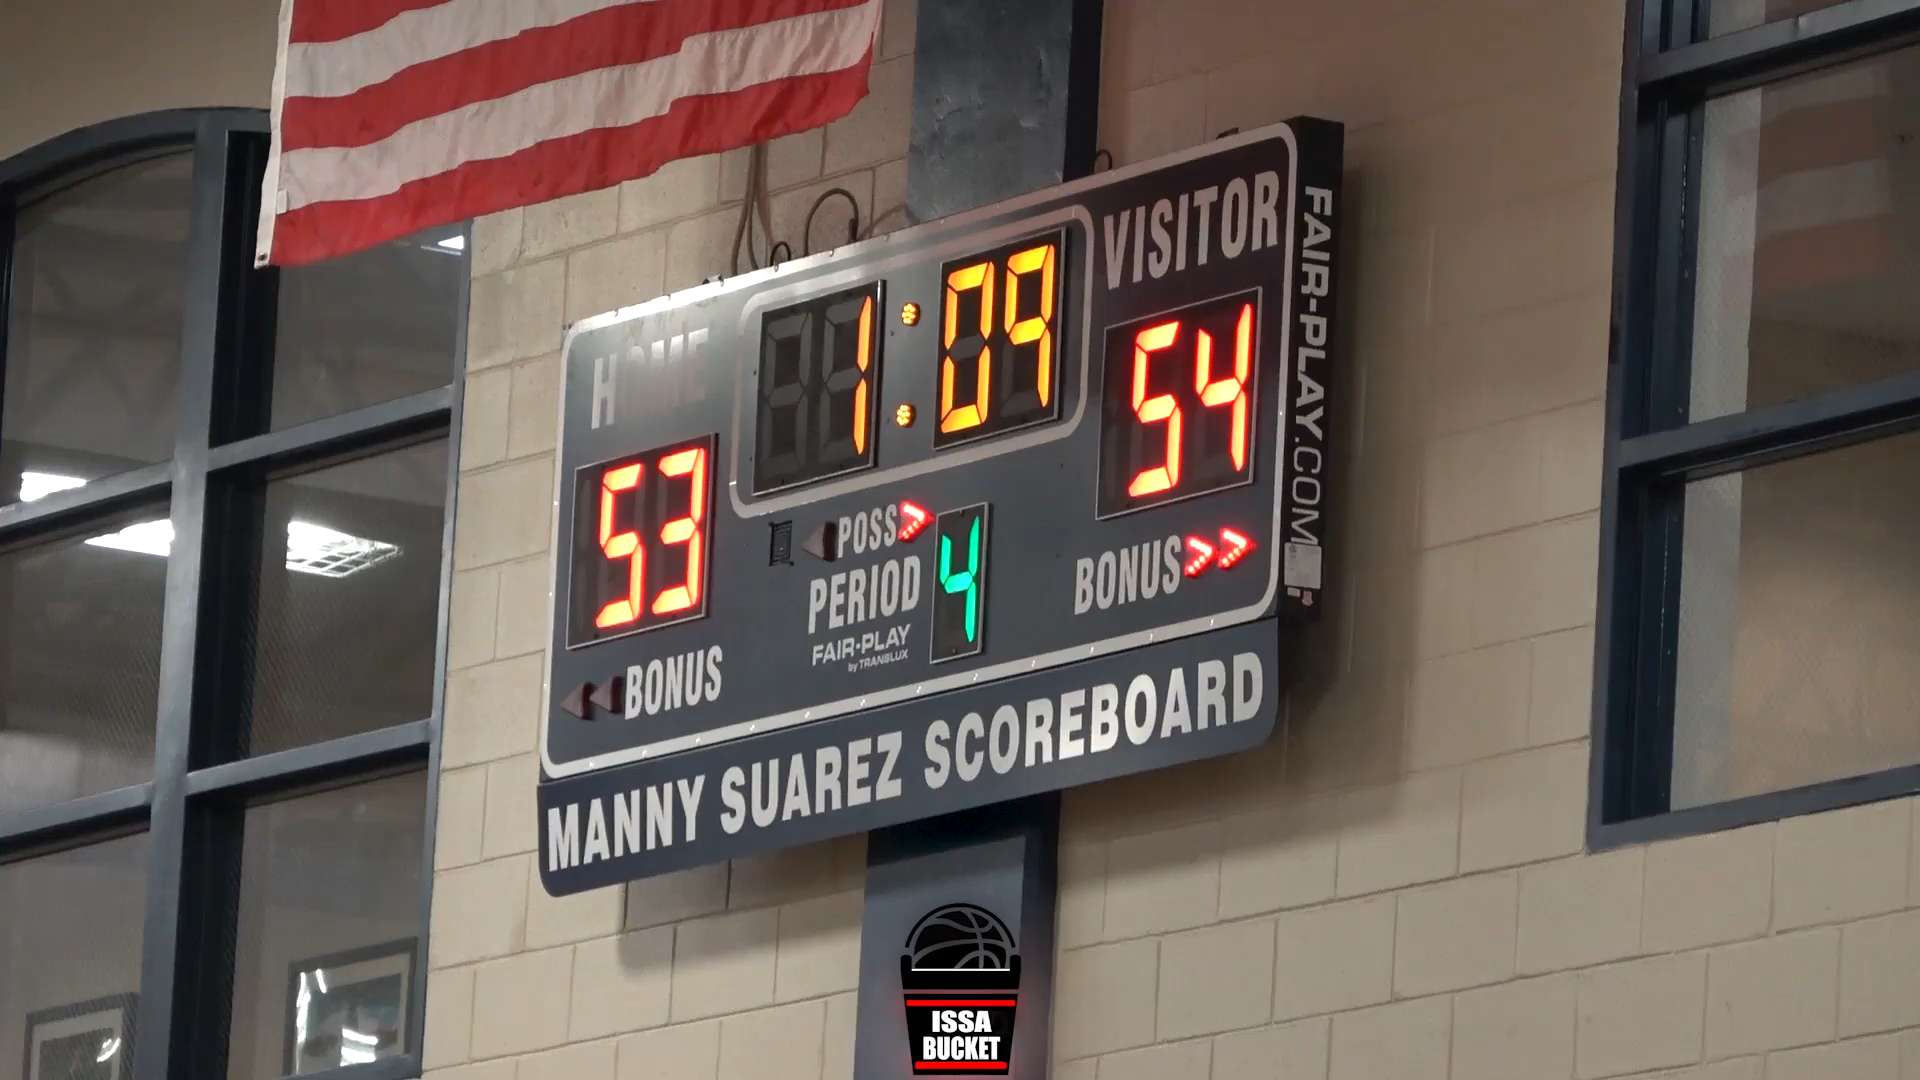 HOME
1:09
VISITOR
53
54
POSS
PERIOD 4
FAIR-PLAY
by TRANSLUX
BONUS
BONUS
MANNY SUAREZ SCOREBOARD
FAIR-PLAY.COM
ISSA
BUCKET